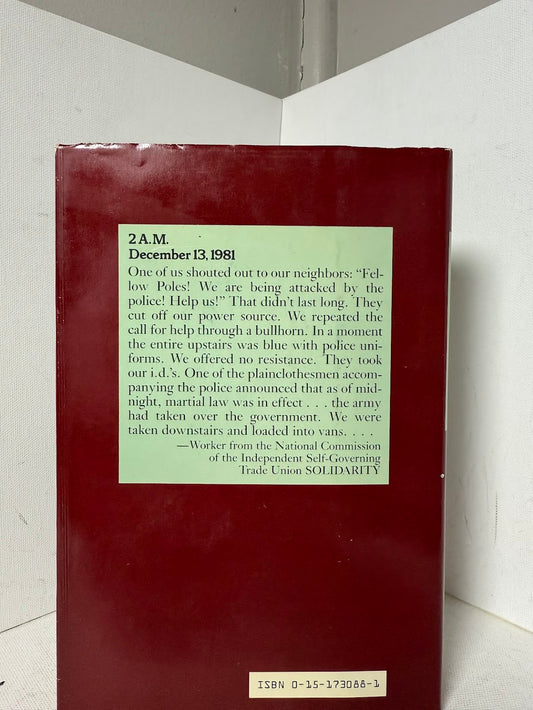 2 A.M.
December 13, 1981
One of us shouted out to our neighbors: “Fel-
low Poles! We are being attacked by the
police! Help us!” That didn’t last long. They
cut off our power source. We repeated the
call for help through a bullhorn. In a moment
the entire upstairs was blue with police uni-
forms. We offered no resistance. They took
our i.d.’s. One of the plainclothesmen accom-
panying the police announced that as of mid-
night, martial law was in effect . . . the army
had taken over the government. We were
taken downstairs and loaded into vans. . . .
—Worker from the National Commission
of the Independent Self-Governing
Trade Union SOLIDARITY
ISBN 0-15-173088-1